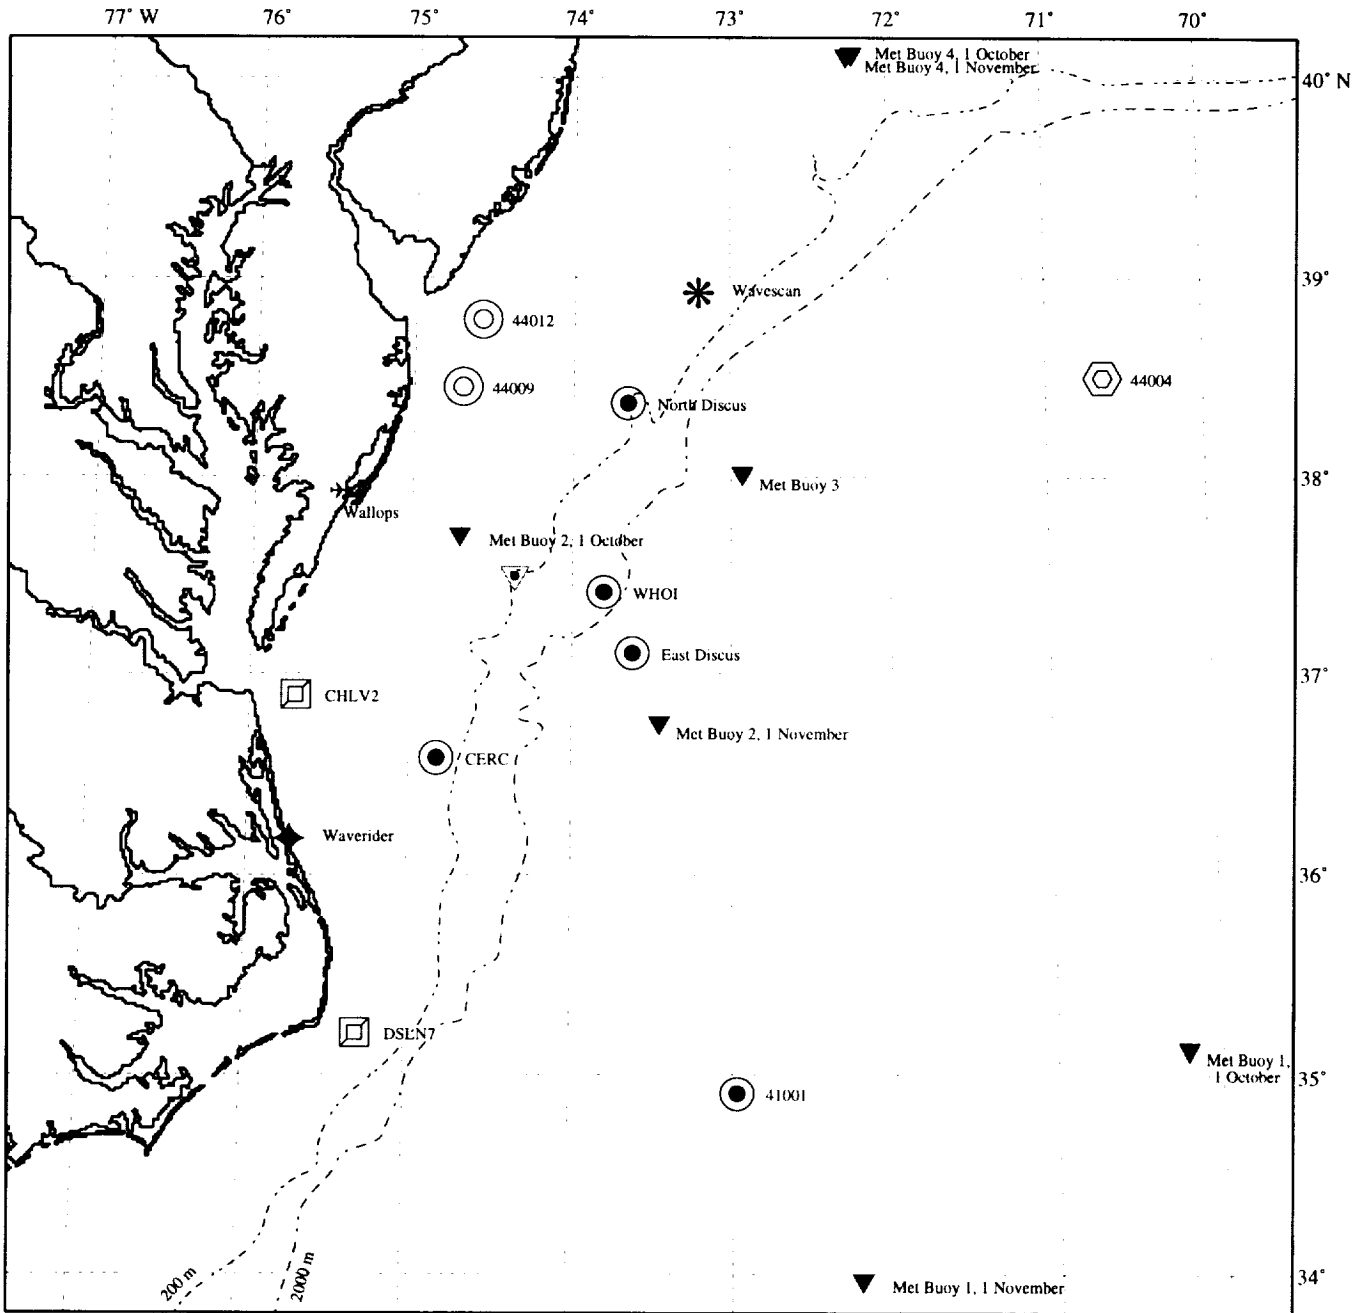 77° W 76° 75° 74° 73° 72° 71° 70°
Met Buoy 4, 1 October
Met Buoy 4, 1 November
40° N
39°
Wavescan
44012
44004
44009
North Discus
38°
Met Buoy 3
Wallops
Met Buoy 2, 1 October
WHOI
East Discus
37°
CHLV2
Met Buoy 2, 1 November
CERC
Waverider
36°
DSLN7
Met Buoy 1,
1 October
35°
41001
200 m
2000 m
34°
Met Buoy 1, 1 November